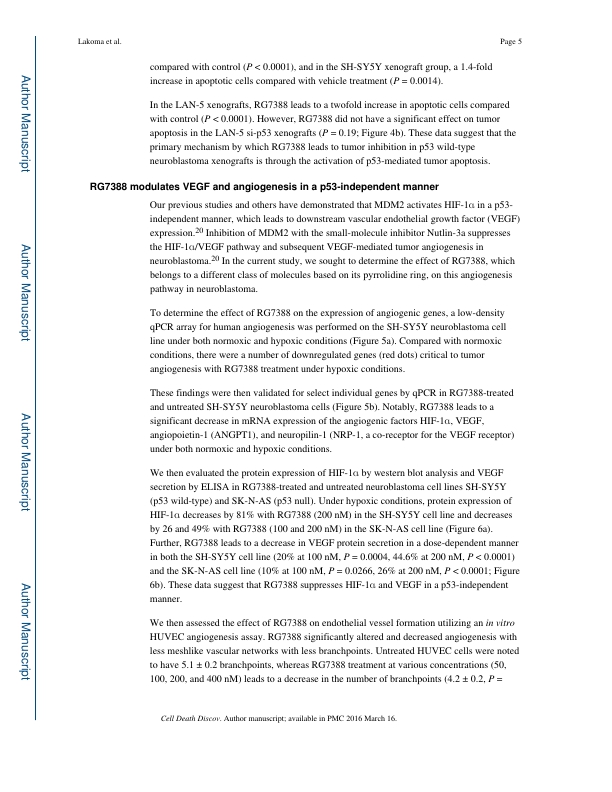 Lakoma et al.
Page 5
compared with control (P < 0.0001), and in the SH-SY5Y xenograft group, a 1.4-fold
increase in apoptotic cells compared with vehicle treatment (P = 0.0014).
In the LAN-5 xenografts, RG7388 leads to a twofold increase in apoptotic cells compared
with control (P < 0.0001). However, RG7388 did not have a significant effect on tumor
apoptosis in the LAN-5 si-p53 xenografts (P = 0.19; Figure 4b). These data suggest that the
primary mechanism by which RG7388 leads to tumor inhibition in p53 wild-type
neuroblastoma xenografts is through the activation of p53-mediated tumor apoptosis.
RG7388 modulates VEGF and angiogenesis in a p53-independent manner
Our previous studies and others have demonstrated that MDM2 activates HIF-1α in a p53-
independent manner, which leads to downstream vascular endothelial growth factor (VEGF)
expression.20 Inhibition of MDM2 with the small-molecule inhibitor Nutlin-3a suppresses
the HIF-1α/VEGF pathway and subsequent VEGF-mediated tumor angiogenesis in
neuroblastoma.20 In the current study, we sought to determine the effect of RG7388, which
belongs to a different class of molecules based on its pyrrolidine ring, on this angiogenesis
pathway in neuroblastoma.
To determine the effect of RG7388 on the expression of angiogenic genes, a low-density
qPCR array for human angiogenesis was performed on the SH-SY5Y neuroblastoma cell
line under both normoxic and hypoxic conditions (Figure 5a). Compared with normoxic
conditions, there were a number of downregulated genes (red dots) critical to tumor
angiogenesis with RG7388 treatment under hypoxic conditions.
These findings were then validated for select individual genes by qPCR in RG7388-treated
and untreated SH-SY5Y neuroblastoma cells (Figure 5b). Notably, RG7388 leads to a
significant decrease in mRNA expression of the angiogenic factors HIF-1α, VEGF,
angiopoietin-1 (ANGPT1), and neuropilin-1 (NRP-1, a co-receptor for the VEGF receptor)
under both normoxic and hypoxic conditions.
We then evaluated the protein expression of HIF-1α by western blot analysis and VEGF
secretion by ELISA in RG7388-treated and untreated neuroblastoma cell lines SH-SY5Y
(p53 wild-type) and SK-N-AS (p53 null). Under hypoxic conditions, protein expression of
HIF-1α decreases by 81% with RG7388 (200 nM) in the SH-SY5Y cell line and decreases
by 26 and 49% with RG7388 (100 and 200 nM) in the SK-N-AS cell line (Figure 6a).
Further, RG7388 leads to a decrease in VEGF protein secretion in a dose-dependent manner
in both the SH-SY5Y cell line (20% at 100 nM, P = 0.0004, 44.6% at 200 nM, P < 0.0001)
and the SK-N-AS cell line (10% at 100 nM, P = 0.0266, 26% at 200 nM, P < 0.0001; Figure
6b). These data suggest that RG7388 suppresses HIF-1α and VEGF in a p53-independent
manner.
We then assessed the effect of RG7388 on endothelial vessel formation utilizing an in vitro
HUVEC angiogenesis assay. RG7388 significantly altered and decreased angiogenesis with
less meshlike vascular networks with less branchpoints. Untreated HUVEC cells were noted
to have 5.1 ± 0.2 branchpoints, whereas RG7388 treatment at various concentrations (50,
100, 200, and 400 nM) leads to a decrease in the number of branchpoints (4.2 ± 0.2, P =
Cell Death Discov. Author manuscript; available in PMC 2016 March 16.
Author Manuscript
Author Manuscript
Author Manuscript
Author Manuscript